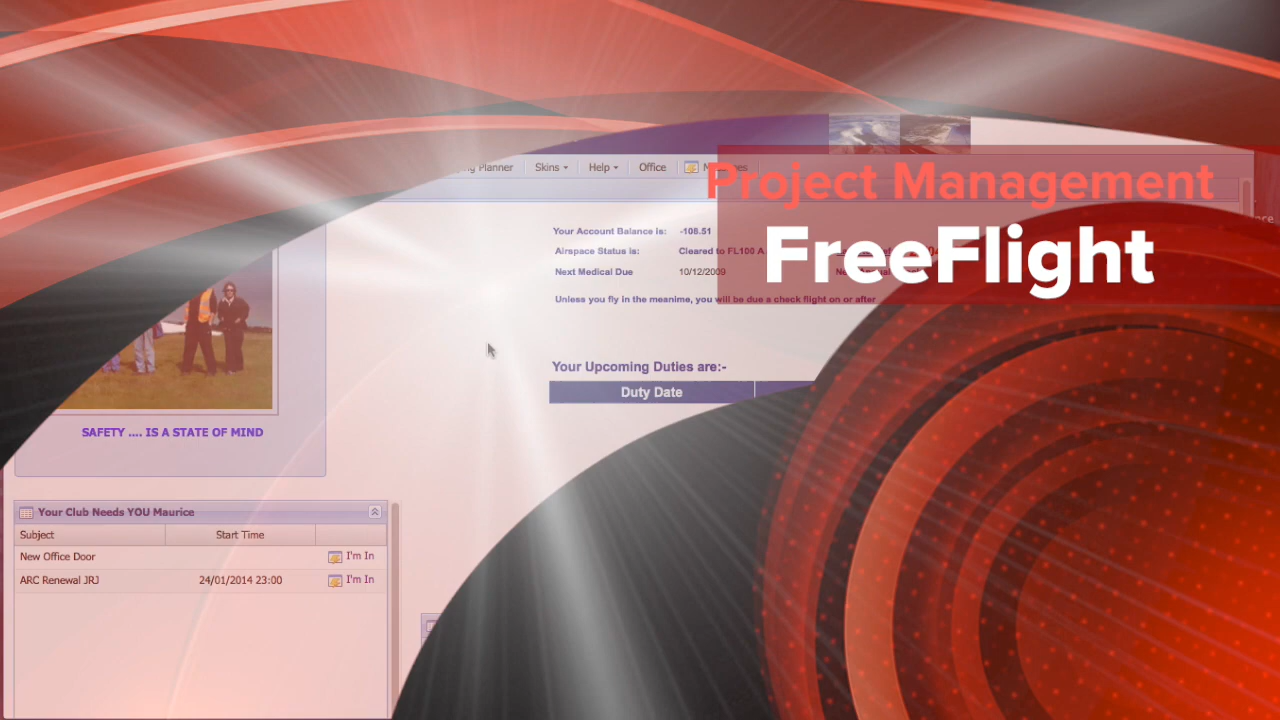 Planner Skins Help Office
Project Management
FreeFlight
Your Account Balance is: -108.51
Airspace Status is: Cleared to FL100 A
Next Medical Due 10/12/2009
Unless you fly in the meanime, you will be due a check flight on or after
Your Upcoming Duties are:-
Duty Date
SAFETY .... IS A STATE OF MIND
Your Club Needs YOU Maurice
Subject Start Time
New Office Door I'm In
ARC Renewal JRJ 24/01/2014 23:00 I'm In